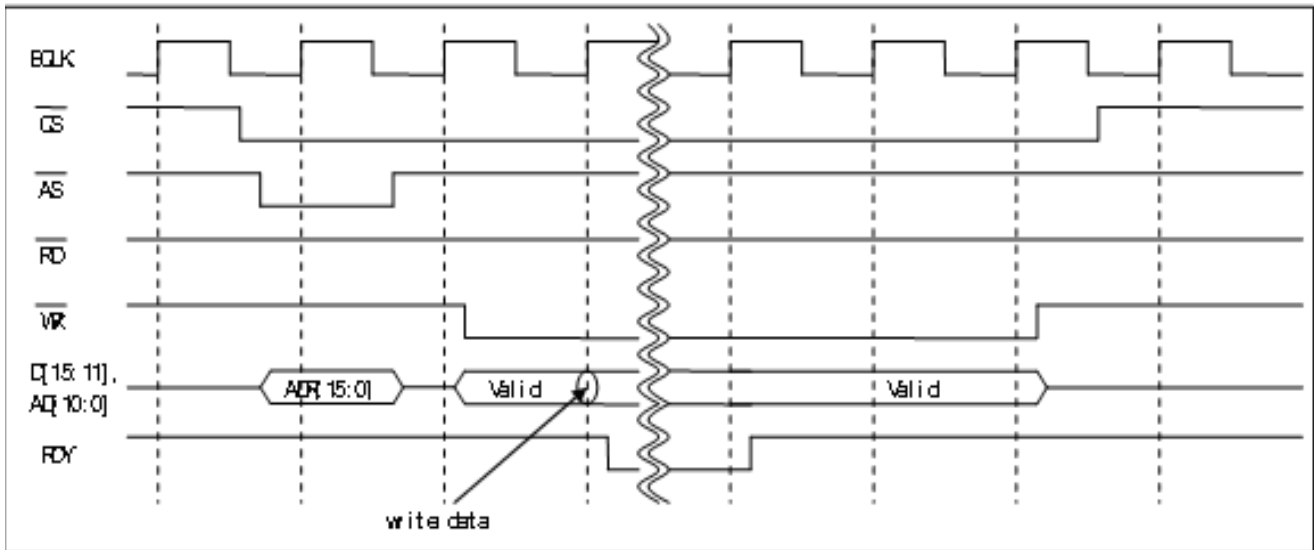 BCLK
CS
AS
RD
WR
D[15:11],
AD[10:0]
ADR[15:0]
Valid
Valid
RDY
write data